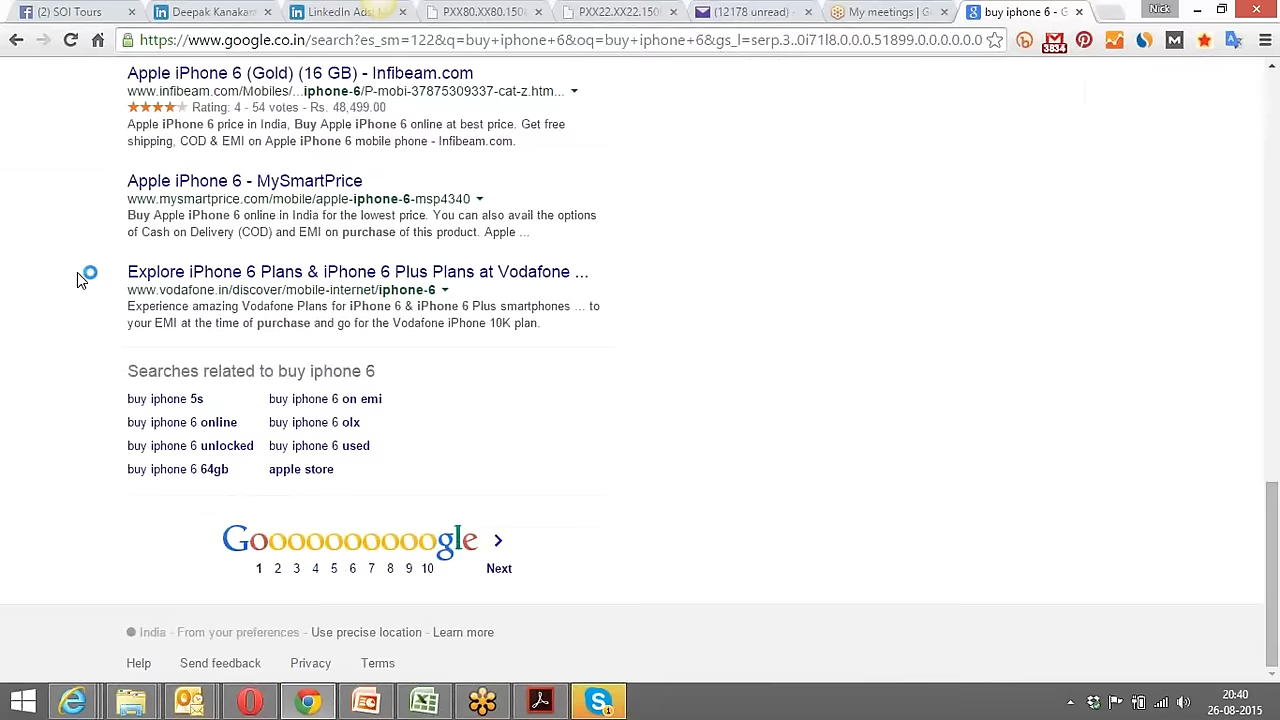 (2) SOI Tours
Deepak Kanakar
LinkedIn Ads:
PXX80.XX80.150
PXX22.XX22.150
(12178 unread) -
My meetings | G
buy iphone 6 - G
Nick
https://www.google.co.in/search?es_sm=122&q=buy+iphone+6&oq=buy+iphone+6&gs_l=serp.3..0i71l8.0.0.0.51899.0.0.0.0.0.0.0
3834
Apple iPhone 6 (Gold) (16 GB) - Infibeam.com
www.infibeam.com/Mobiles/...iphone-6/P-mobi-37875309337-cat-z.htm...
Rating: 4 - 54 votes - Rs. 48,499.00
Apple iPhone 6 price in India, Buy Apple iPhone 6 online at best price. Get free
shipping, COD & EMI on Apple iPhone 6 mobile phone - Infibeam.com.
Apple iPhone 6 - MySmartPrice
www.mysmartprice.com/mobile/apple-iphone-6-msp4340
Buy Apple iPhone 6 online in India for the lowest price. You can also avail the options
of Cash on Delivery (COD) and EMI on purchase of this product. Apple ...
Explore iPhone 6 Plans & iPhone 6 Plus Plans at Vodafone ...
www.vodafone.in/discover/mobile-internet/iphone-6
Experience amazing Vodafone Plans for iPhone 6 & iPhone 6 Plus smartphones ... to
your EMI at the time of purchase and go for the Vodafone iPhone 10K plan.
Searches related to buy iphone 6
buy iphone 5s
buy iphone 6 on emi
buy iphone 6 online
buy iphone 6 olx
buy iphone 6 unlocked
buy iphone 6 used
buy iphone 6 64gb
apple store
Goooooooooogle
1 2 3 4 5 6 7 8 9 10 Next
India - From your preferences - Use precise location - Learn more
Help Send feedback Privacy Terms
20:40
26-08-2015